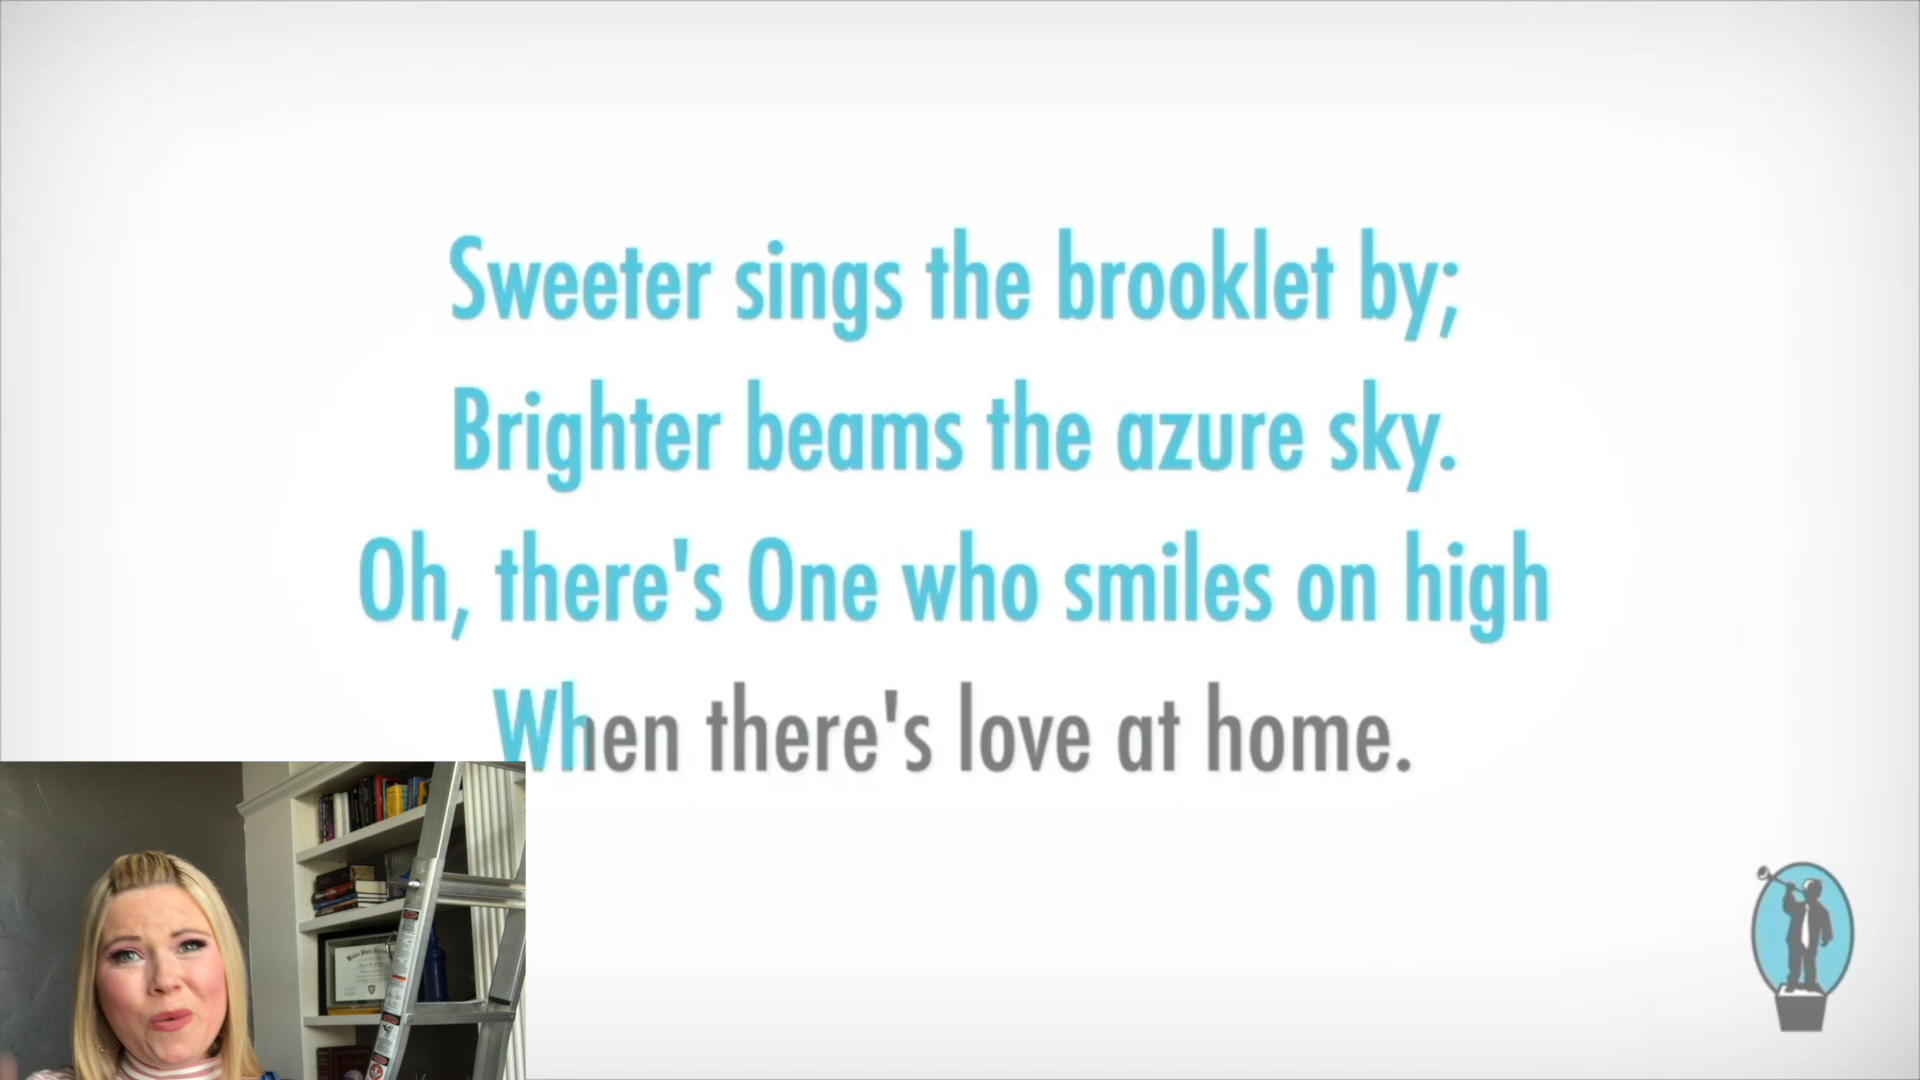 Sweeter sings the brooklet by;
Brighter beams the azure sky.
Oh, there's One who smiles on high
When there's love at home.